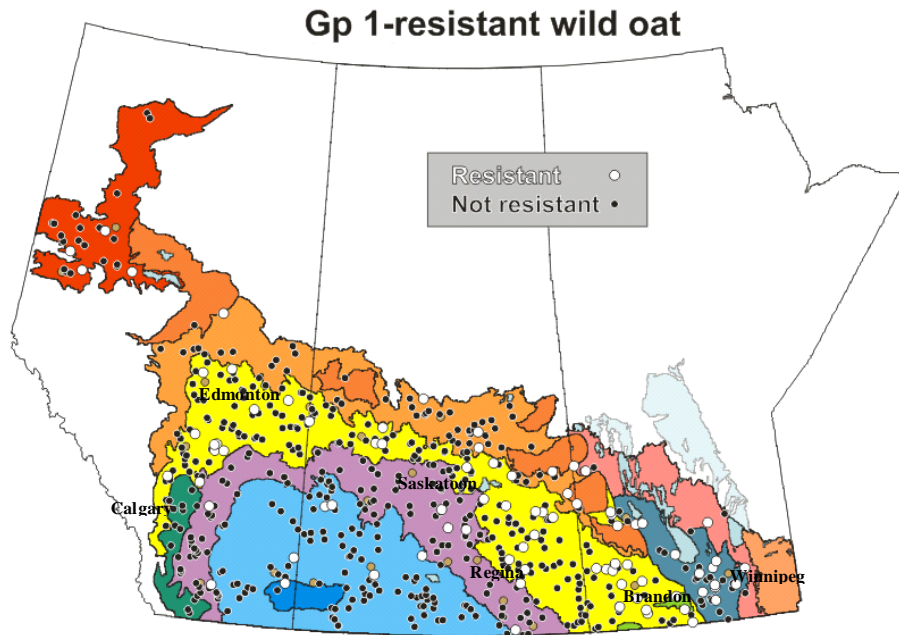 Gp 1-resistant wild oat
Resistant
Not resistant
Edmonton
Saskatoon
Calgary
Regina
Winnipeg
Brandon